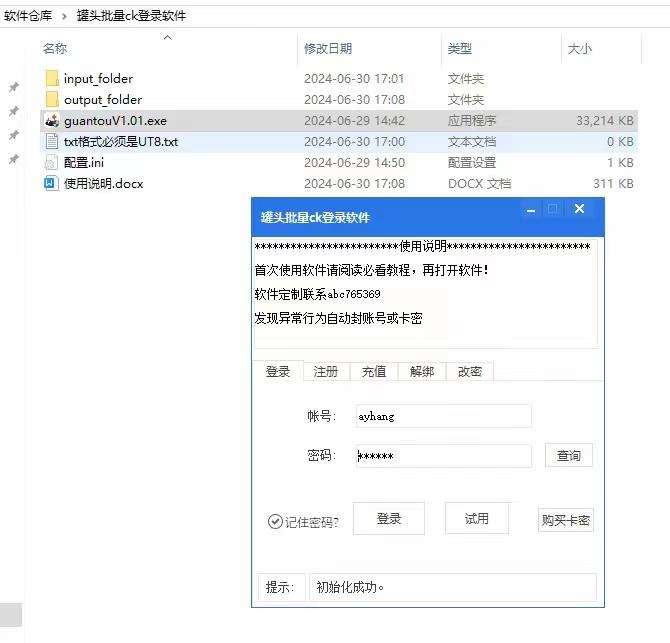 软件仓库 > 罐头批量ck登录软件
名称 修改日期 类型 大小
input_folder 2024-06-30 17:01 文件夹
output_folder 2024-06-30 17:08 文件夹
guantouV1.01.exe 2024-06-29 14:42 应用程序 33,214 KB
txt格式必须是UT8.txt 2024-06-30 17:00 文本文档 0 KB
配置.ini 2024-06-29 14:50 配置设置 1 KB
使用说明.docx 2024-06-30 17:08 DOCX 文档 311 KB
罐头批量ck登录软件
************************使用说明************************
首次使用软件请阅读必看教程，再打开软件！
软件定制联系abc765369
发现异常行为自动封账号或卡密
登录 注册 充值 解绑 改密
帐号： ayhang
密码： ****** 查询
记住密码? 登录 试用 购买卡密
提示： 初始化成功。